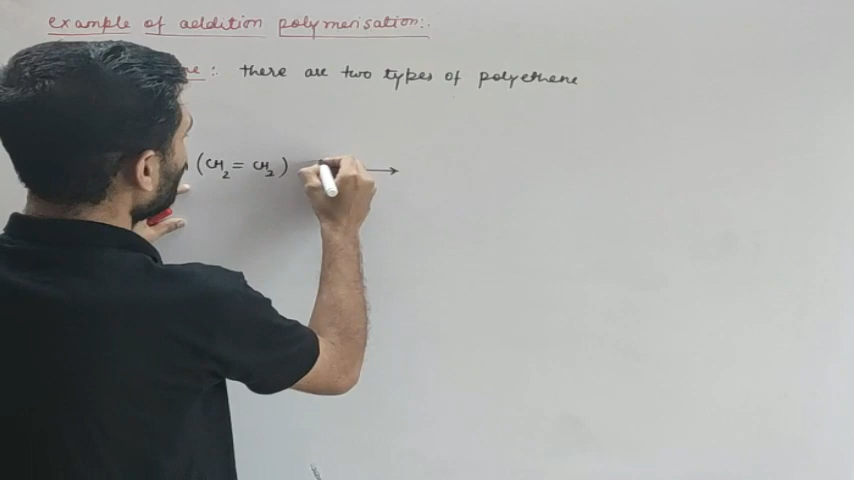 example of addition polymerisation:.
ne:. there are two types of polyethene
(CH2 = CH2) →